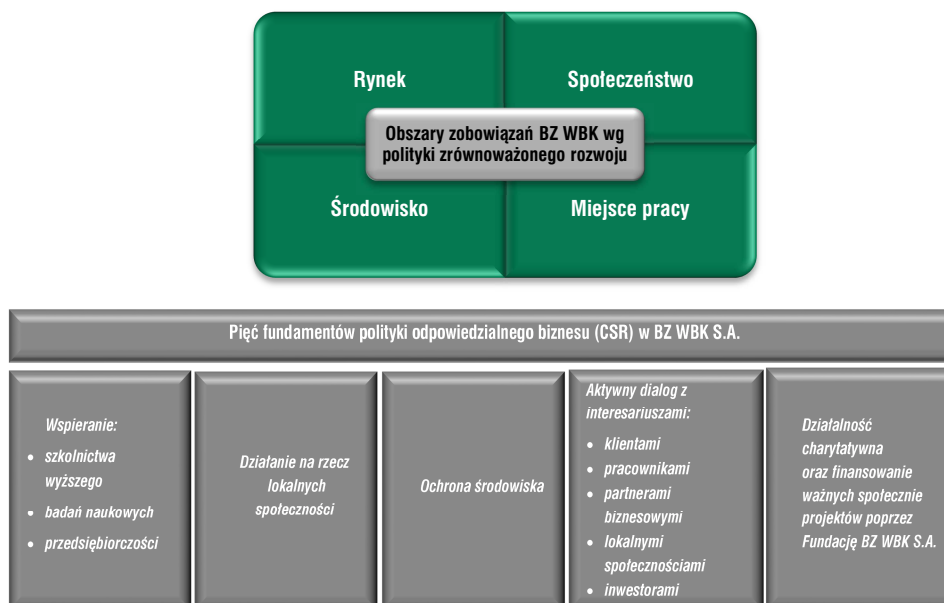 Rynek
Społeczeństwo
Obszary zobowiązań BZ WBK wg
polityki zrównoważonego rozwoju
Środowisko
Miejsce pracy
Pięć fundamentów polityki odpowiedzialnego biznesu (CSR) w BZ WBK S.A.
Wspieranie:
• szkolnictwa
wyższego
• badań naukowych
• przedsiębiorczości
Działanie na rzecz
lokalnych
społeczności
Ochrona środowiska
Aktywny dialog z
interesariuszami:
• klientami
• pracownikami
• partnerami
biznesowymi
• lokalnymi
społecznościami
• inwestorami
Działalność
charytatywna
oraz finansowanie
ważnych społecznie
projektów poprzez
Fundację BZ WBK S.A.